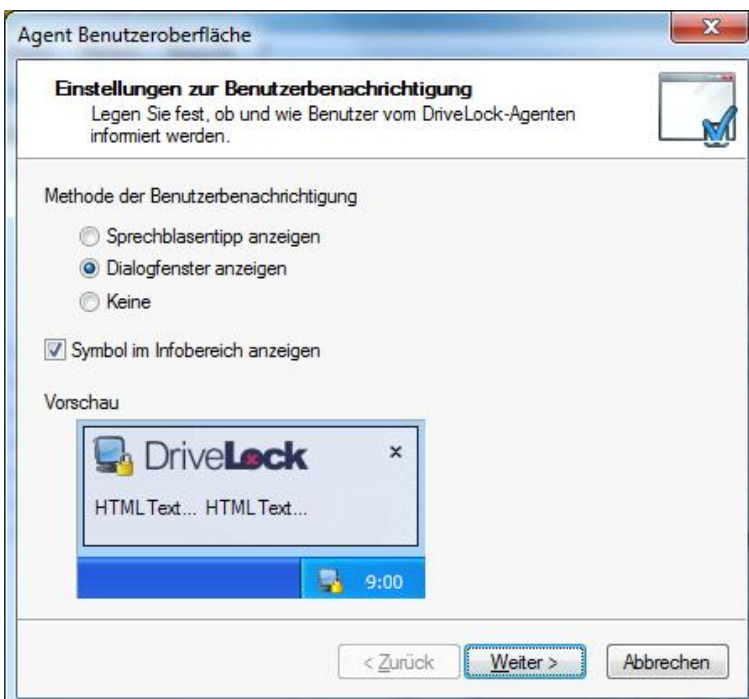 Agent Benutzeroberfläche
Einstellungen zur Benutzerbenachrichtigung
Legen Sie fest, ob und wie Benutzer vom DriveLock-Agenten
informiert werden.
Methode der Benutzerbenachrichtigung
Sprechblasentipp anzeigen
Dialogfenster anzeigen
Keine
Symbol im Infobereich anzeigen
Vorschau
DriveLock
HTML Text... HTML Text...
9:00
< Zurück Weiter > Abbrechen